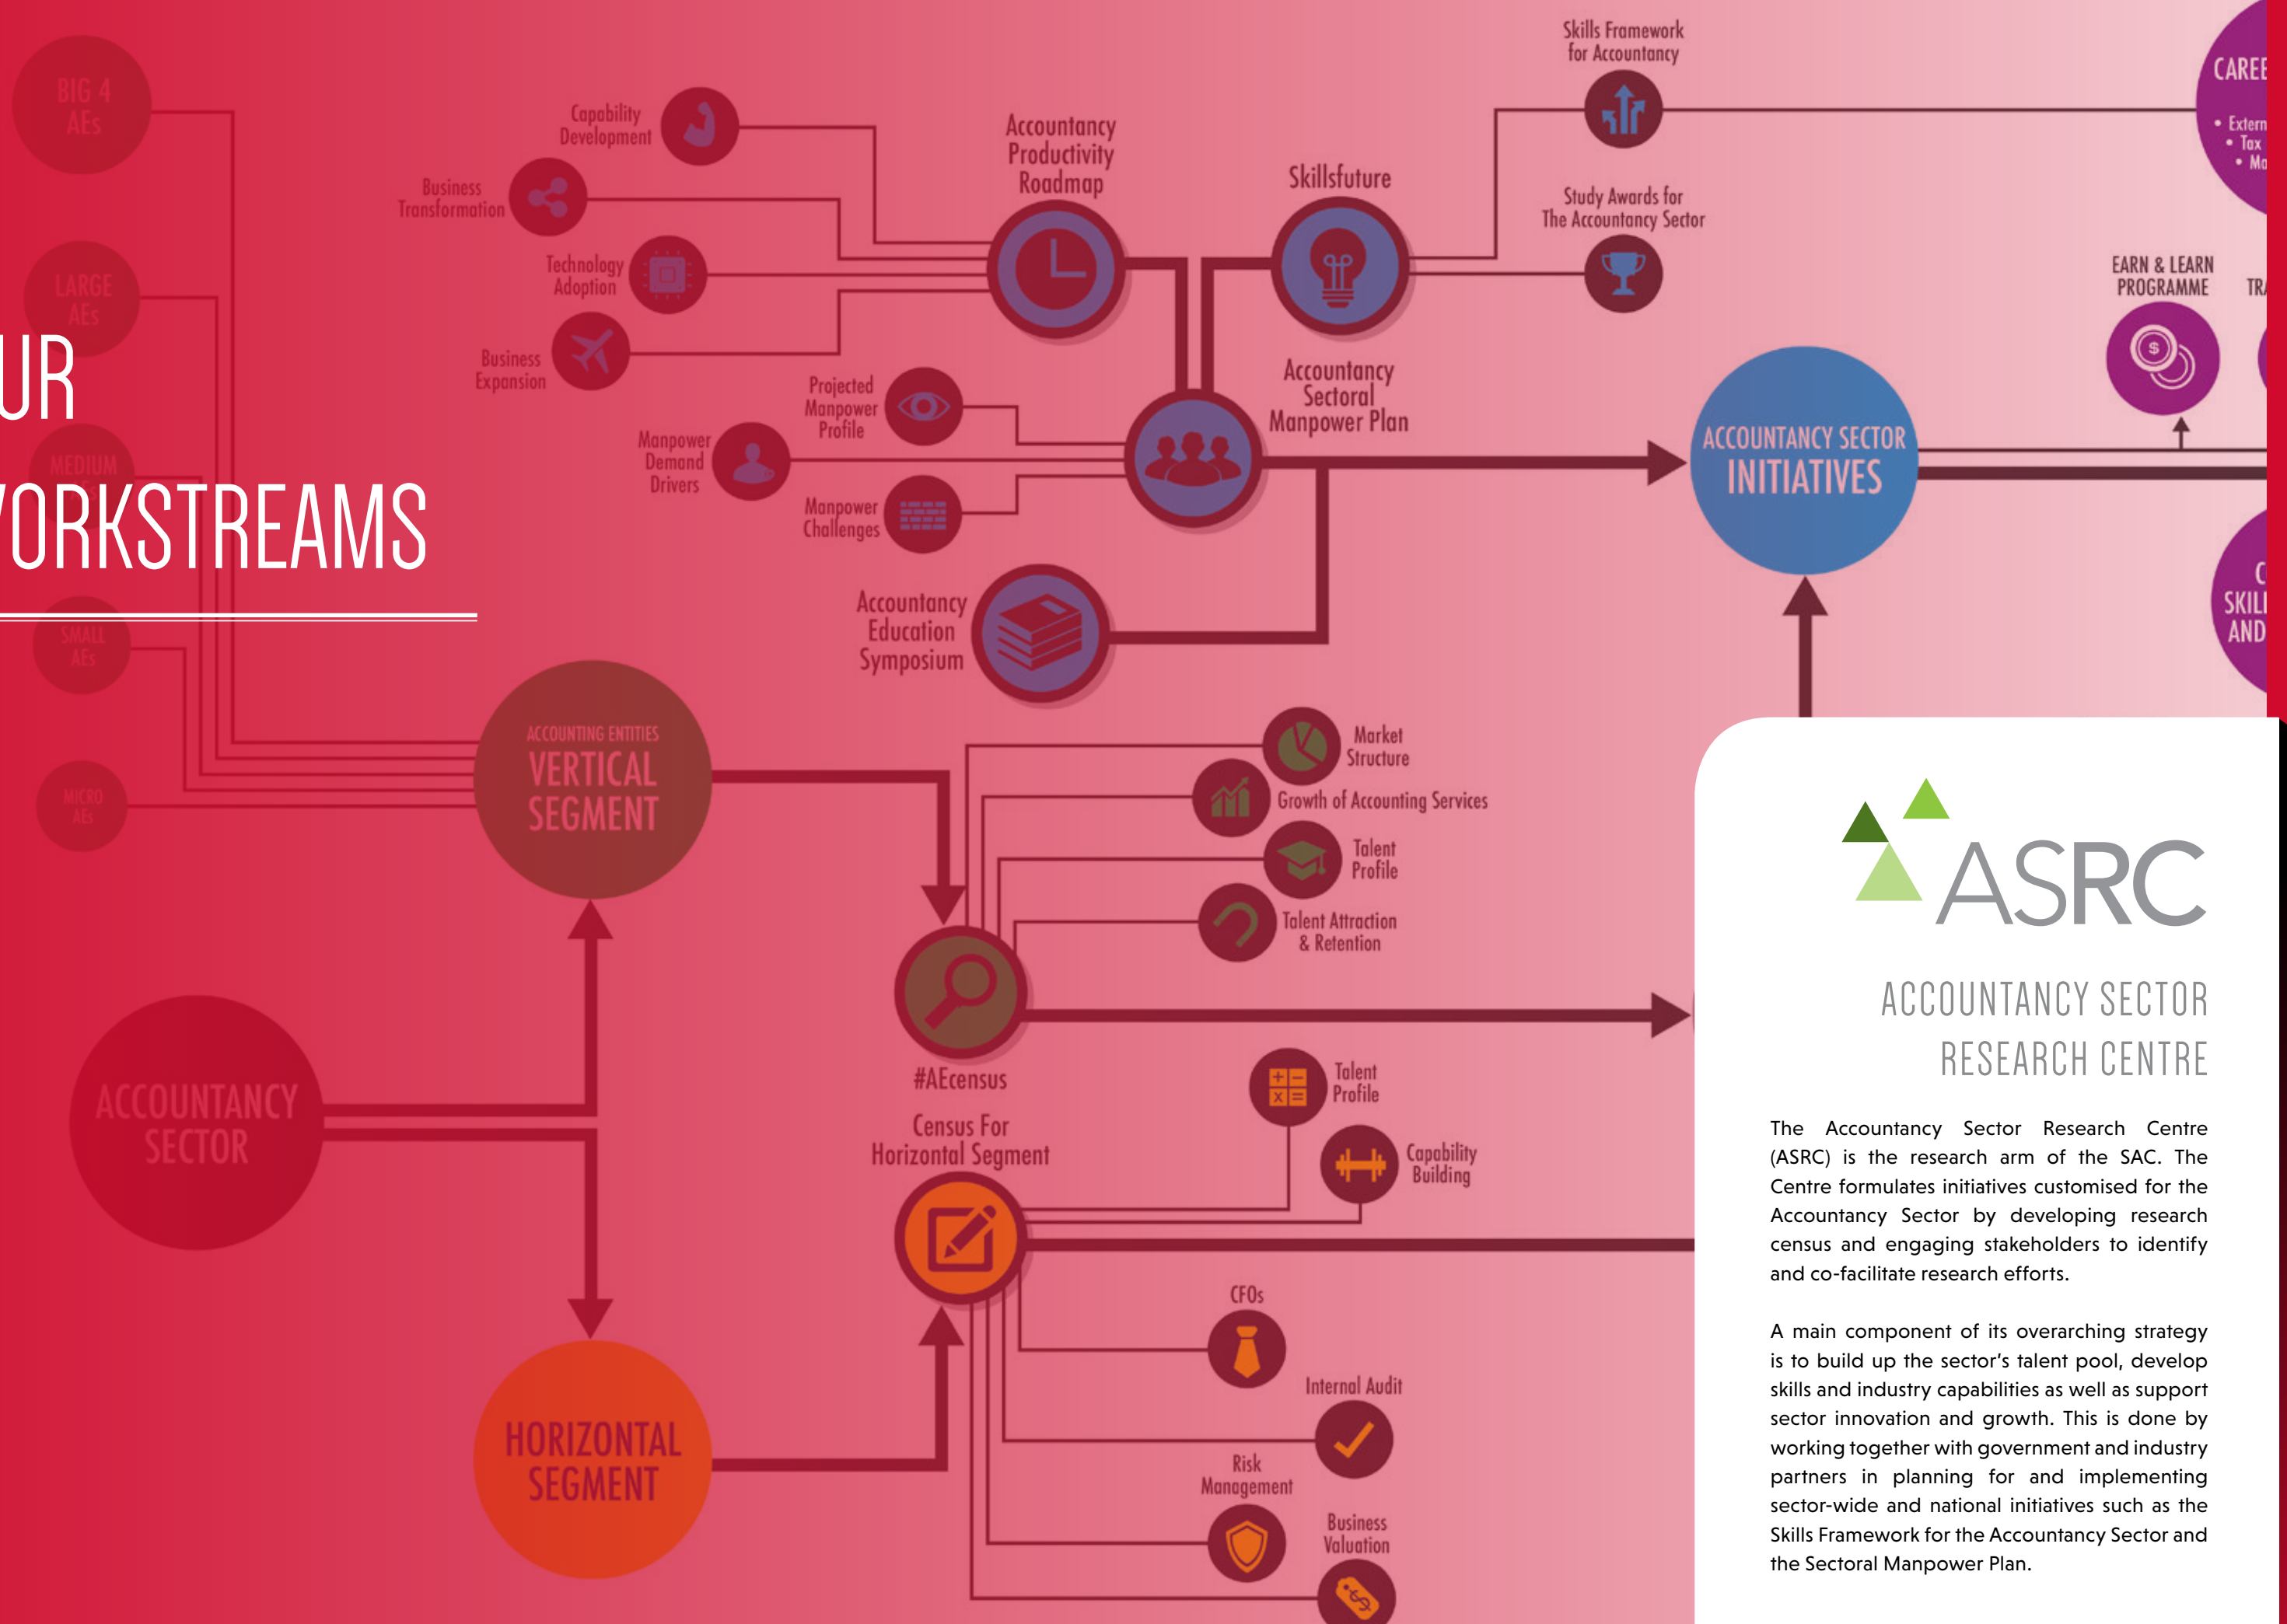 UR
ORKSTREAMS
BIG 4
AEs
LARGE
AEs
MEDIUM
SMALL
AEs
MICRO
AEs
ACCOUNTANCY
SECTOR
ACCOUNTING ENTITIES
VERTICAL
SEGMENT
HORIZONTAL
SEGMENT
Capability
Development
Business
Transformation
Technology
Adoption
Business
Expansion
Accountancy
Productivity
Roadmap
Skillsfuture
Skills Framework
for Accountancy
Study Awards for
The Accountancy Sector
Projected
Manpower
Profile
Manpower
Demand
Drivers
Manpower
Challenges
Accountancy
Sectoral
Manpower Plan
Accountancy
Education
Symposium
ACCOUNTANCY SECTOR
INITIATIVES
CAREE
• Extern
• Tax
• Ma
EARN & LEARN
PROGRAMME
TRA
C
SKILL
AND
Market
Structure
Growth of Accounting Services
Talent
Profile
Talent Attraction
& Retention
#AEcensus
Census For
Horizontal Segment
Talent
Profile
Capability
Building
CFOs
Internal Audit
Risk
Management
Business
Valuation
ASRC
ACCOUNTANCY SECTOR
RESEARCH CENTRE
The Accountancy Sector Research Centre
(ASRC) is the research arm of the SAC. The
Centre formulates initiatives customised for the
Accountancy Sector by developing research
census and engaging stakeholders to identify
and co-facilitate research efforts.
A main component of its overarching strategy
is to build up the sector's talent pool, develop
skills and industry capabilities as well as support
sector innovation and growth. This is done by
working together with government and industry
partners in planning for and implementing
sector-wide and national initiatives such as the
Skills Framework for the Accountancy Sector and
the Sectoral Manpower Plan.